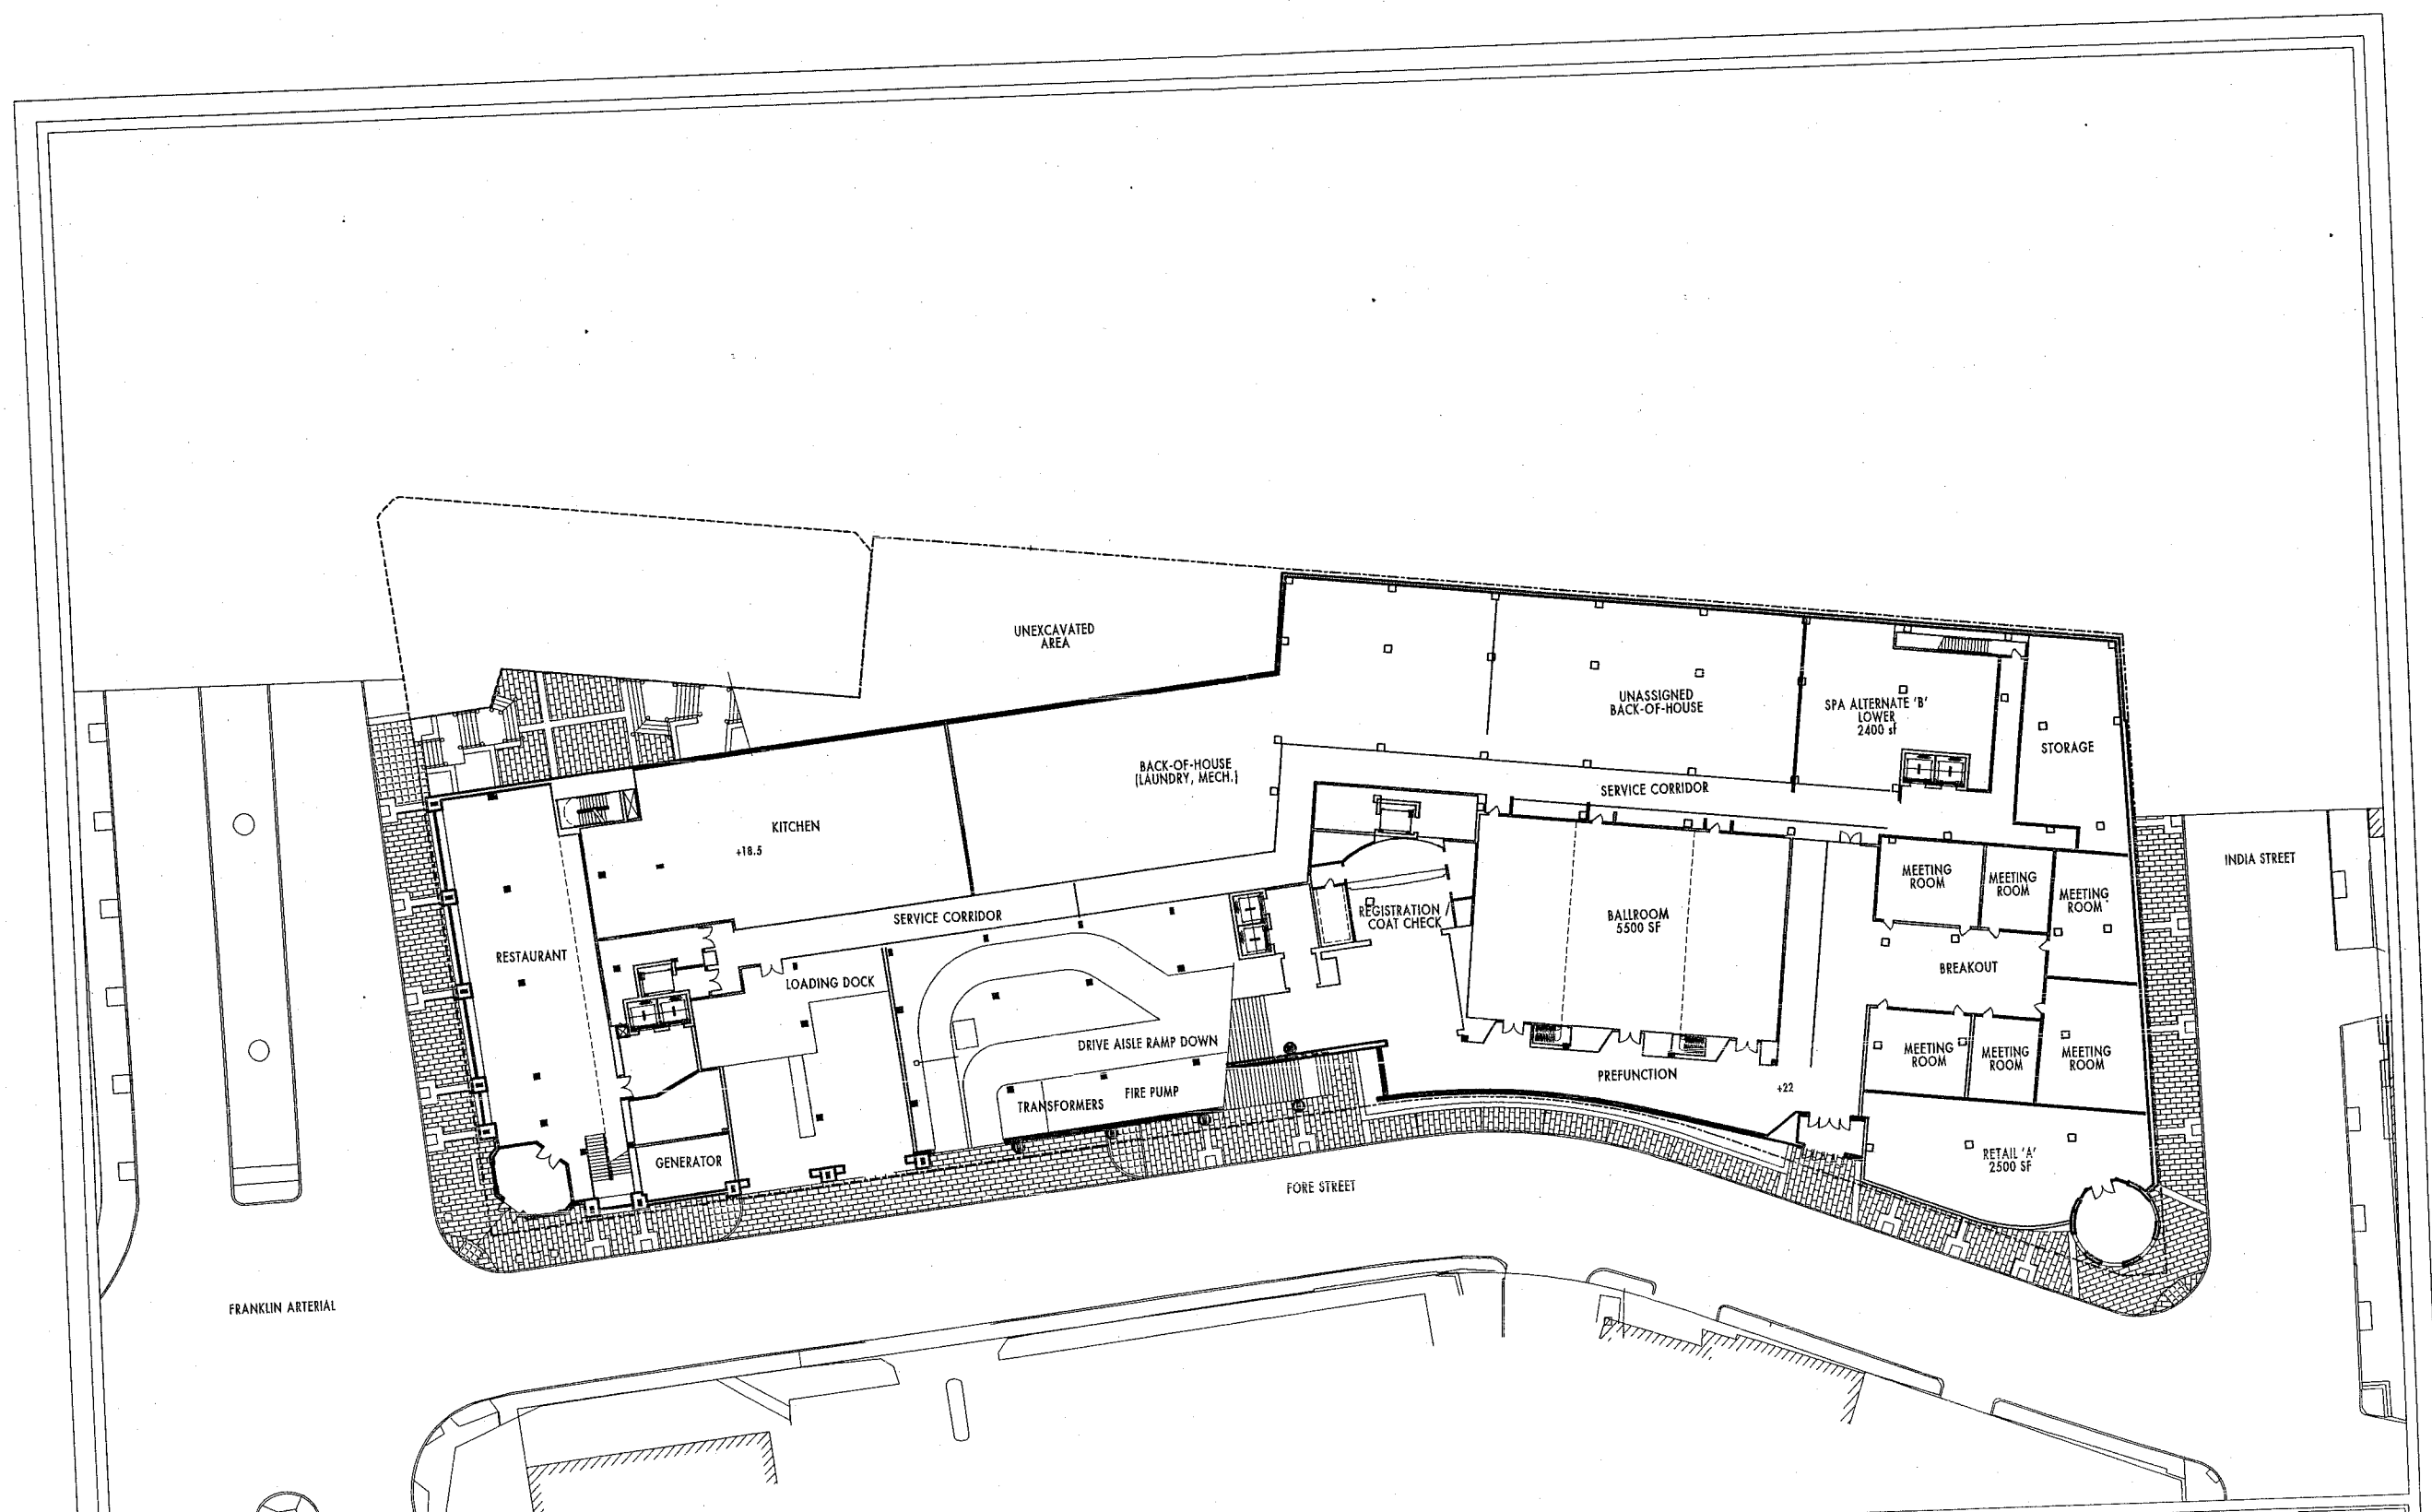 UNEXCAVATED
AREA
UNASSIGNED
BACK-OF-HOUSE
SPA ALTERNATE 'B'
LOWER
2400 sf
STORAGE
BACK-OF-HOUSE
(LAUNDRY, MECH.)
SERVICE CORRIDOR
KITCHEN
+18.5
INDIA STREET
MEETING
ROOM
MEETING
ROOM
MEETING
ROOM
SERVICE CORRIDOR
REGISTRATION /
COAT CHECK
BALLROOM
5500 SF
RESTAURANT
BREAKOUT
LOADING DOCK
DRIVE AISLE RAMP DOWN
MEETING
ROOM
MEETING
ROOM
MEETING
ROOM
PREFUNCTION
+22
FIRE PUMP
TRANSFORMERS
GENERATOR
RETAIL 'A'
2500 SF
FORE STREET
FRANKLIN ARTERIAL